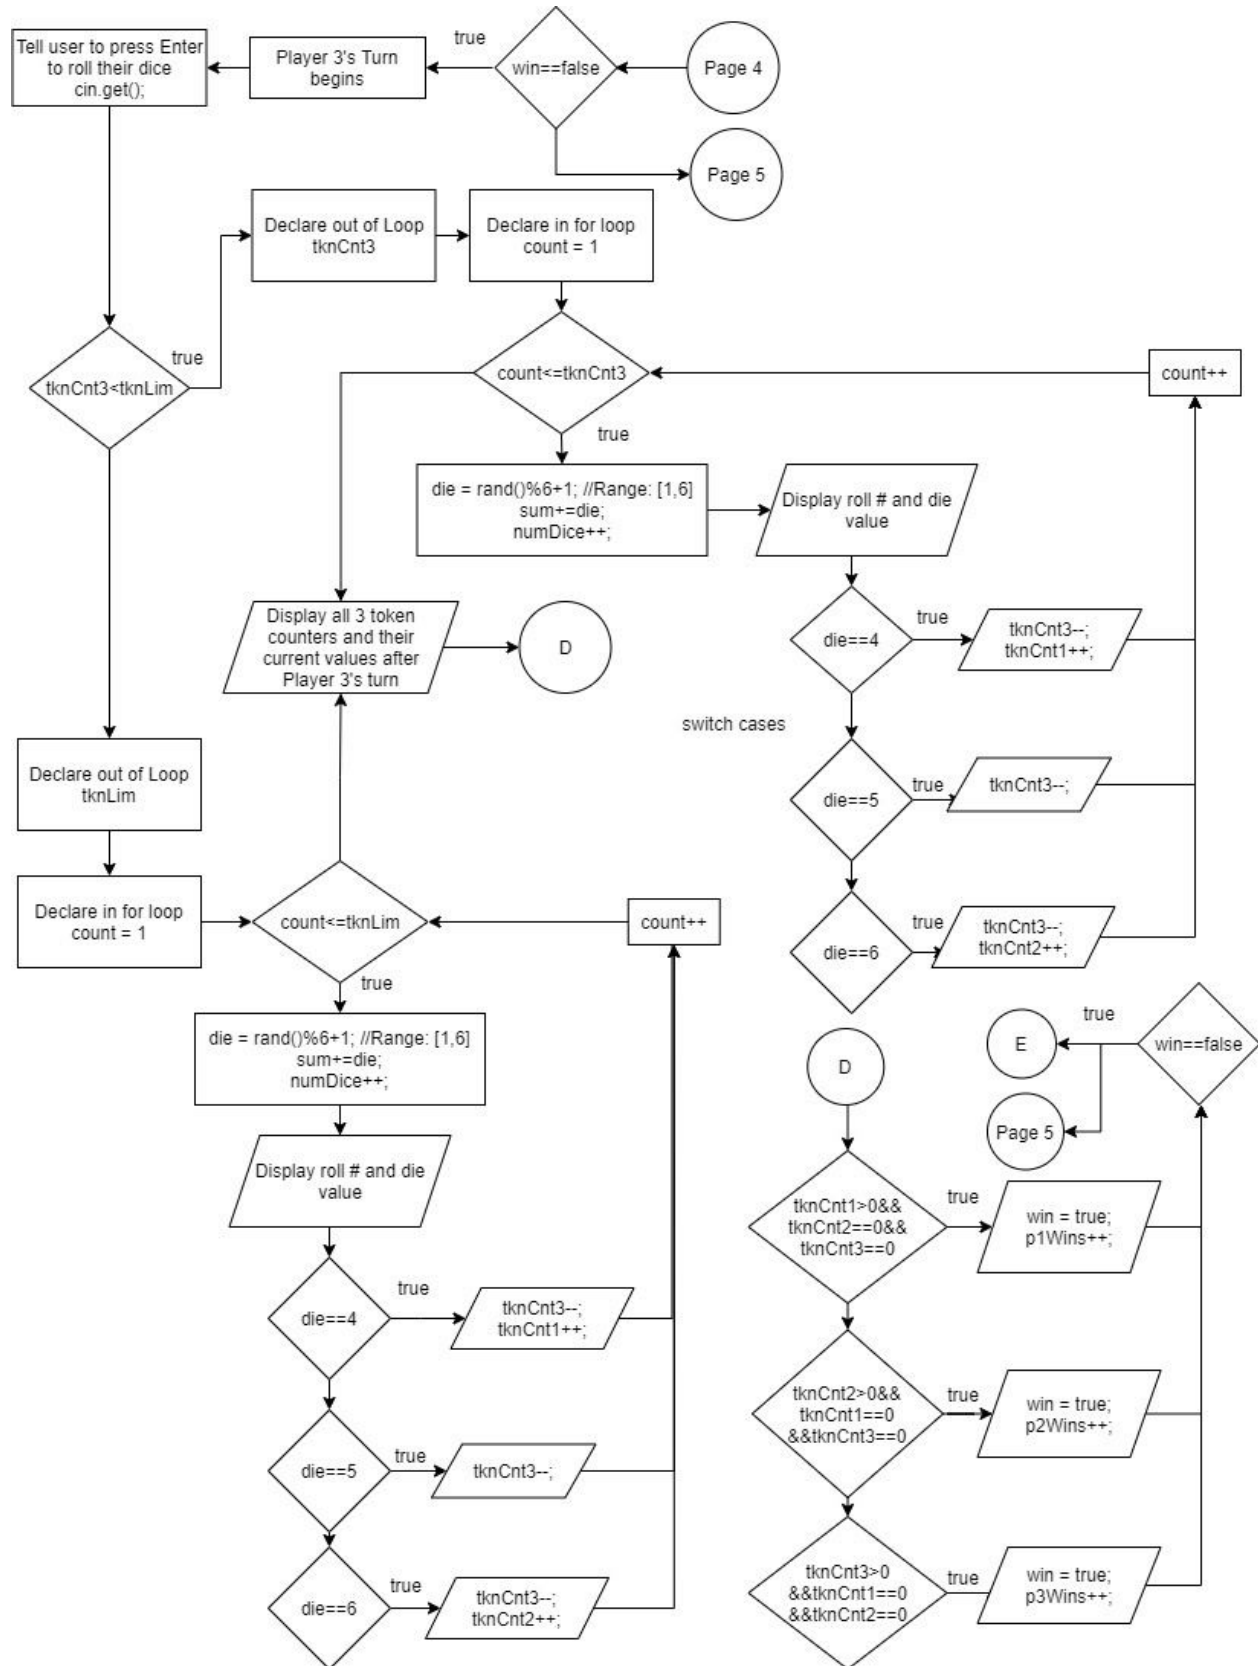 Tell user to press Enter
to roll their dice
cin.get();
Player 3's Turn
begins
true
win==false
Page 4
Page 5
Declare out of Loop
tknCnt3
Declare in for loop
count = 1
tknCnt3<tknLim
true
count<=tknCnt3
true
count++
die = rand()%6+1; //Range: [1,6]
sum+=die;
numDice++;
Display roll # and die
value
Display all 3 token
counters and their
current values after
Player 3's turn
D
die==4
true
tknCnt3--;
tknCnt1++;
switch cases
die==5
true
tknCnt3--;
die==6
true
tknCnt3--;
tknCnt2++;
Declare out of Loop
tknLim
Declare in for loop
count = 1
count<=tknLim
true
count++
die = rand()%6+1; //Range: [1,6]
sum+=die;
numDice++;
Display roll # and die
value
die==4
true
tknCnt3--;
tknCnt1++;
die==5
true
tknCnt3--;
die==6
true
tknCnt3--;
tknCnt2++;
D
E
true
win==false
Page 5
tknCnt1>0&&
tknCnt2==0&&
tknCnt3==0
true
win = true;
p1Wins++;
tknCnt2>0&&
tknCnt1==0
&&tknCnt3==0
true
win = true;
p2Wins++;
tknCnt3>0
&&tknCnt1==0
&&tknCnt2==0
true
win = true;
p3Wins++;